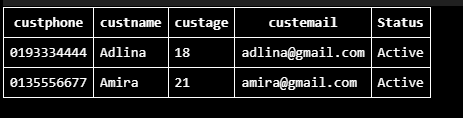 custphone custname custage custemail Status
0193334444 Adlina 18 adlina@gmail.com Active
0135556677 Amira 21 amira@gmail.com Active